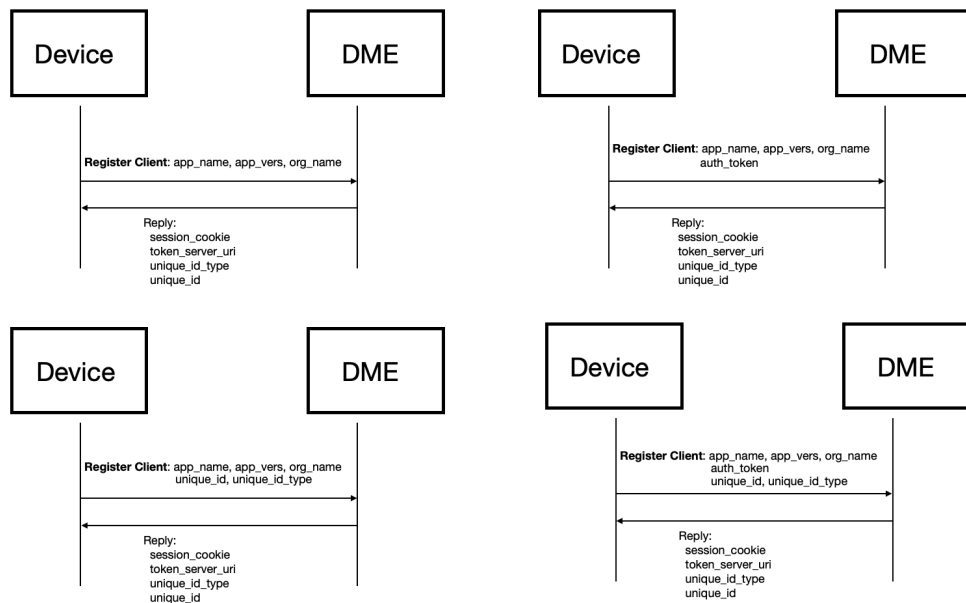 Device
DME
Register Client: app_name, app_vers, org_name
Reply:
session_cookie
token_server_uri
unique_id_type
unique_id
Device
DME
Register Client: app_name, app_vers, org_name
auth_token
Reply:
session_cookie
token_server_uri
unique_id_type
unique_id
Device
DME
Register Client: app_name, app_vers, org_name
unique_id, unique_id_type
Reply:
session_cookie
token_server_uri
unique_id_type
unique_id
Device
DME
Register Client: app_name, app_vers, org_name
auth_token
unique_id, unique_id_type
Reply:
session_cookie
token_server_uri
unique_id_type
unique_id